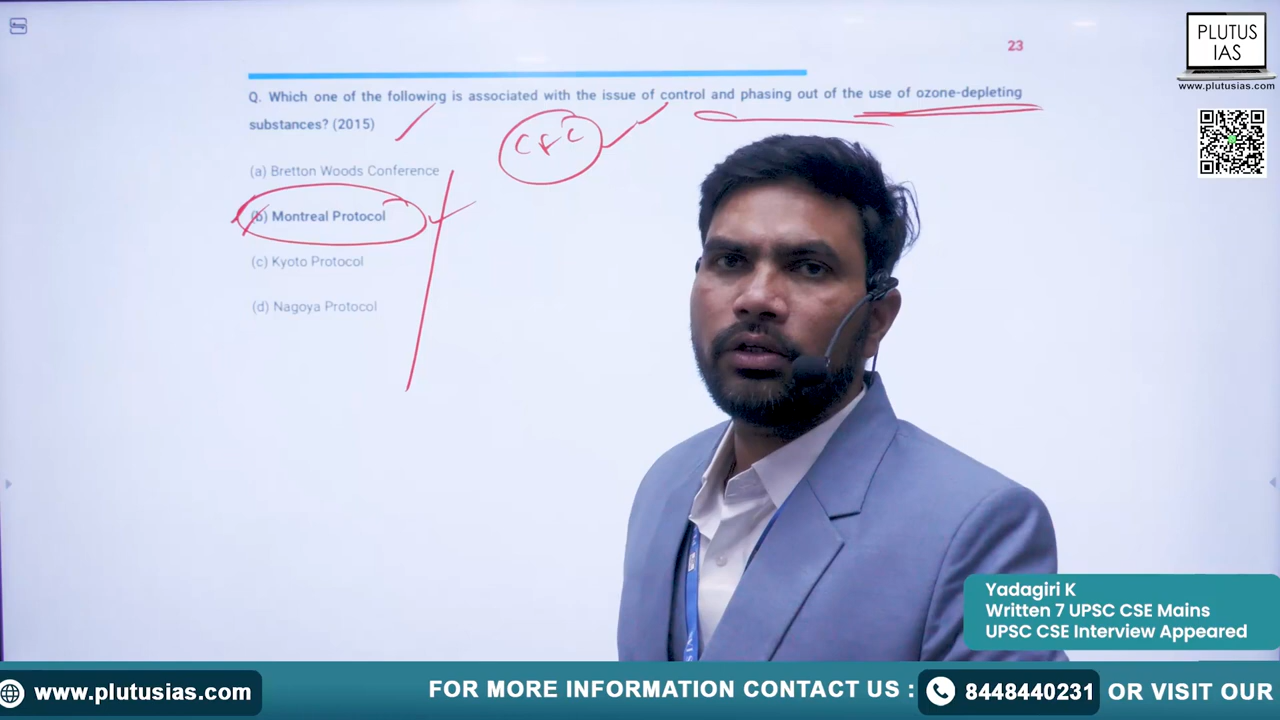 23
PLUTUS
IAS
www.plutusias.com
Q. Which one of the following is associated with the issue of control and phasing out of the use of ozone-depleting
substances? (2015)
CFC
(a) Bretton Woods Conference
(b) Montreal Protocol
(c) Kyoto Protocol
(d) Nagoya Protocol
Yadagiri K
Written 7 UPSC CSE Mains
UPSC CSE Interview Appeared
www.plutusias.com
FOR MORE INFORMATION CONTACT US : 8448440231 OR VISIT OUR